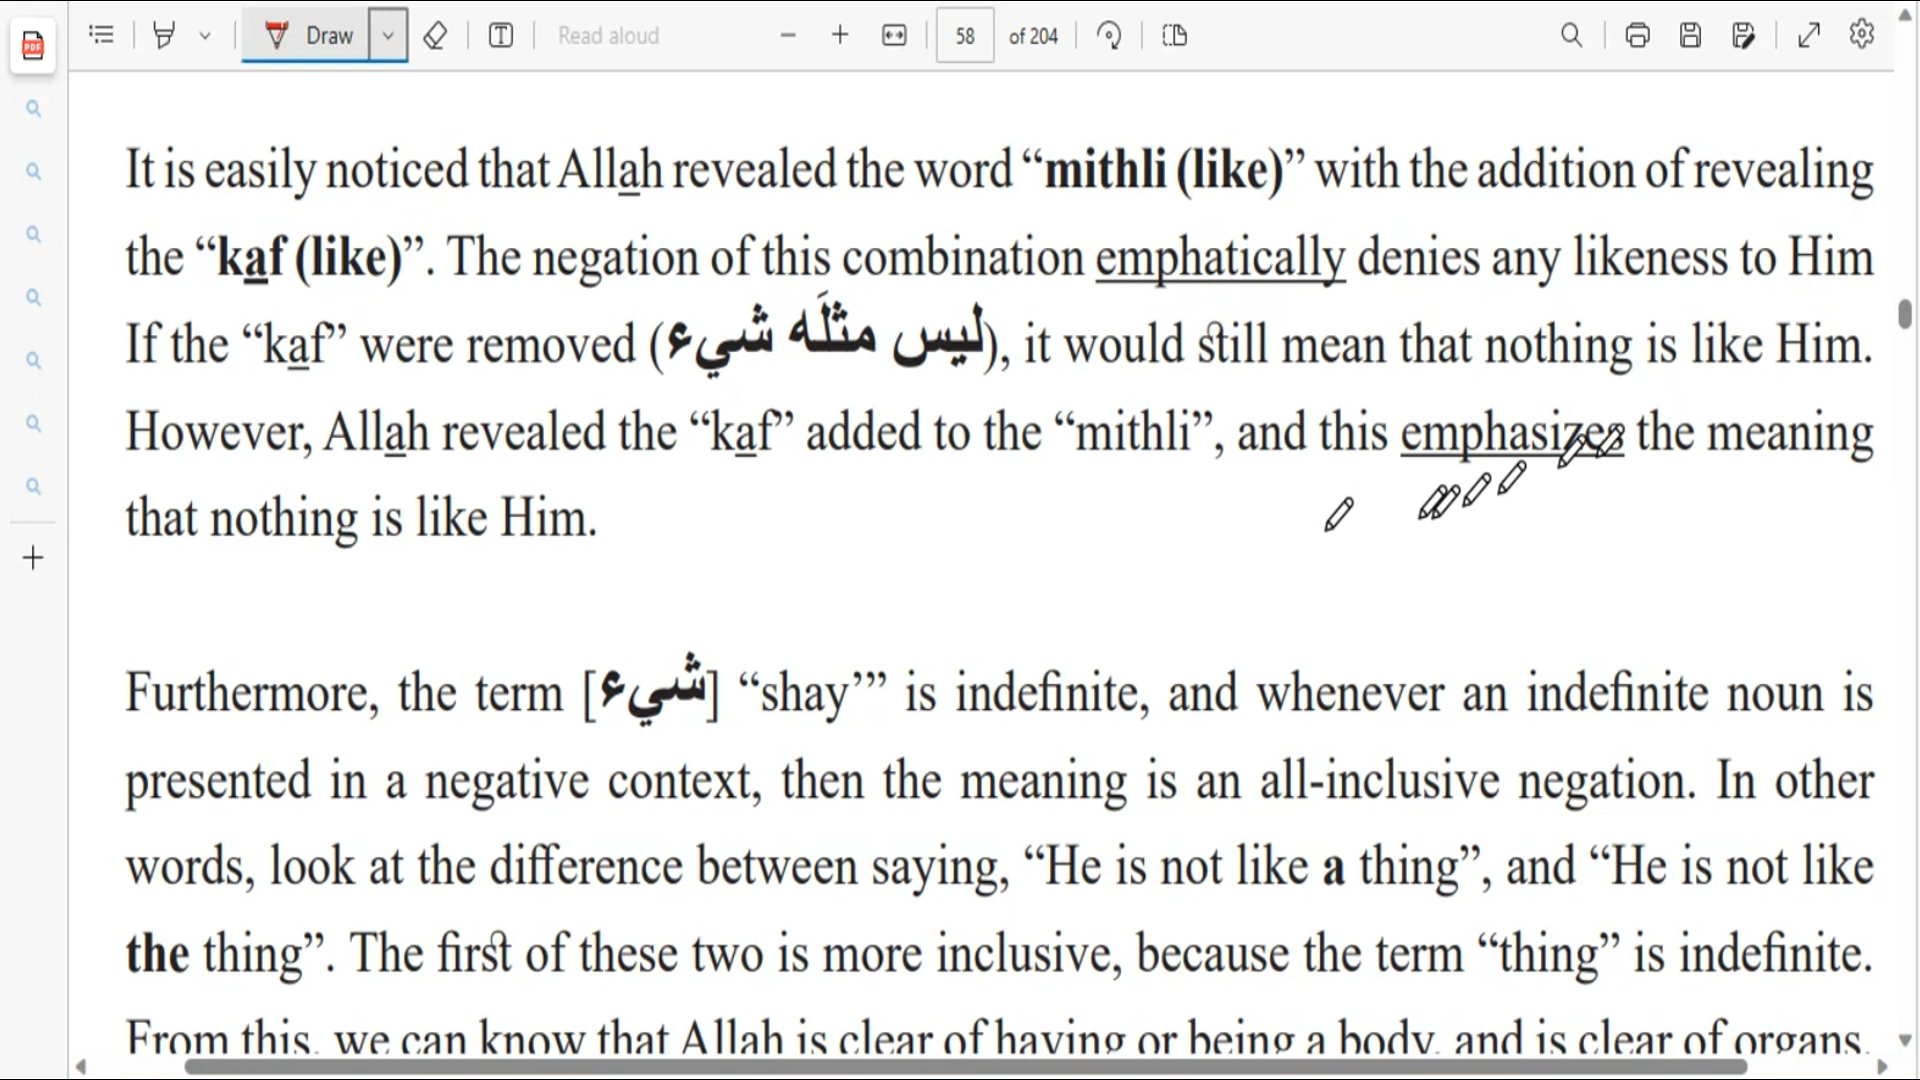 PDF
Draw
T
Read aloud
58
of 204
It is easily noticed that Allah revealed the word “mithli (like)” with the addition of revealing
the “kaf (like)”. The negation of this combination emphatically denies any likeness to Him
If the “kaf” were removed (ليس مثلَه شيء), it would still mean that nothing is like Him.
However, Allah revealed the “kaf” added to the “mithli”, and this emphasizes the meaning
that nothing is like Him.
Furthermore, the term [شيء] “shay’” is indefinite, and whenever an indefinite noun is
presented in a negative context, then the meaning is an all-inclusive negation. In other
words, look at the difference between saying, “He is not like a thing”, and “He is not like
the thing”. The first of these two is more inclusive, because the term “thing” is indefinite.
From this, we can know that Allah is clear of having or being a body, and is clear of organs,